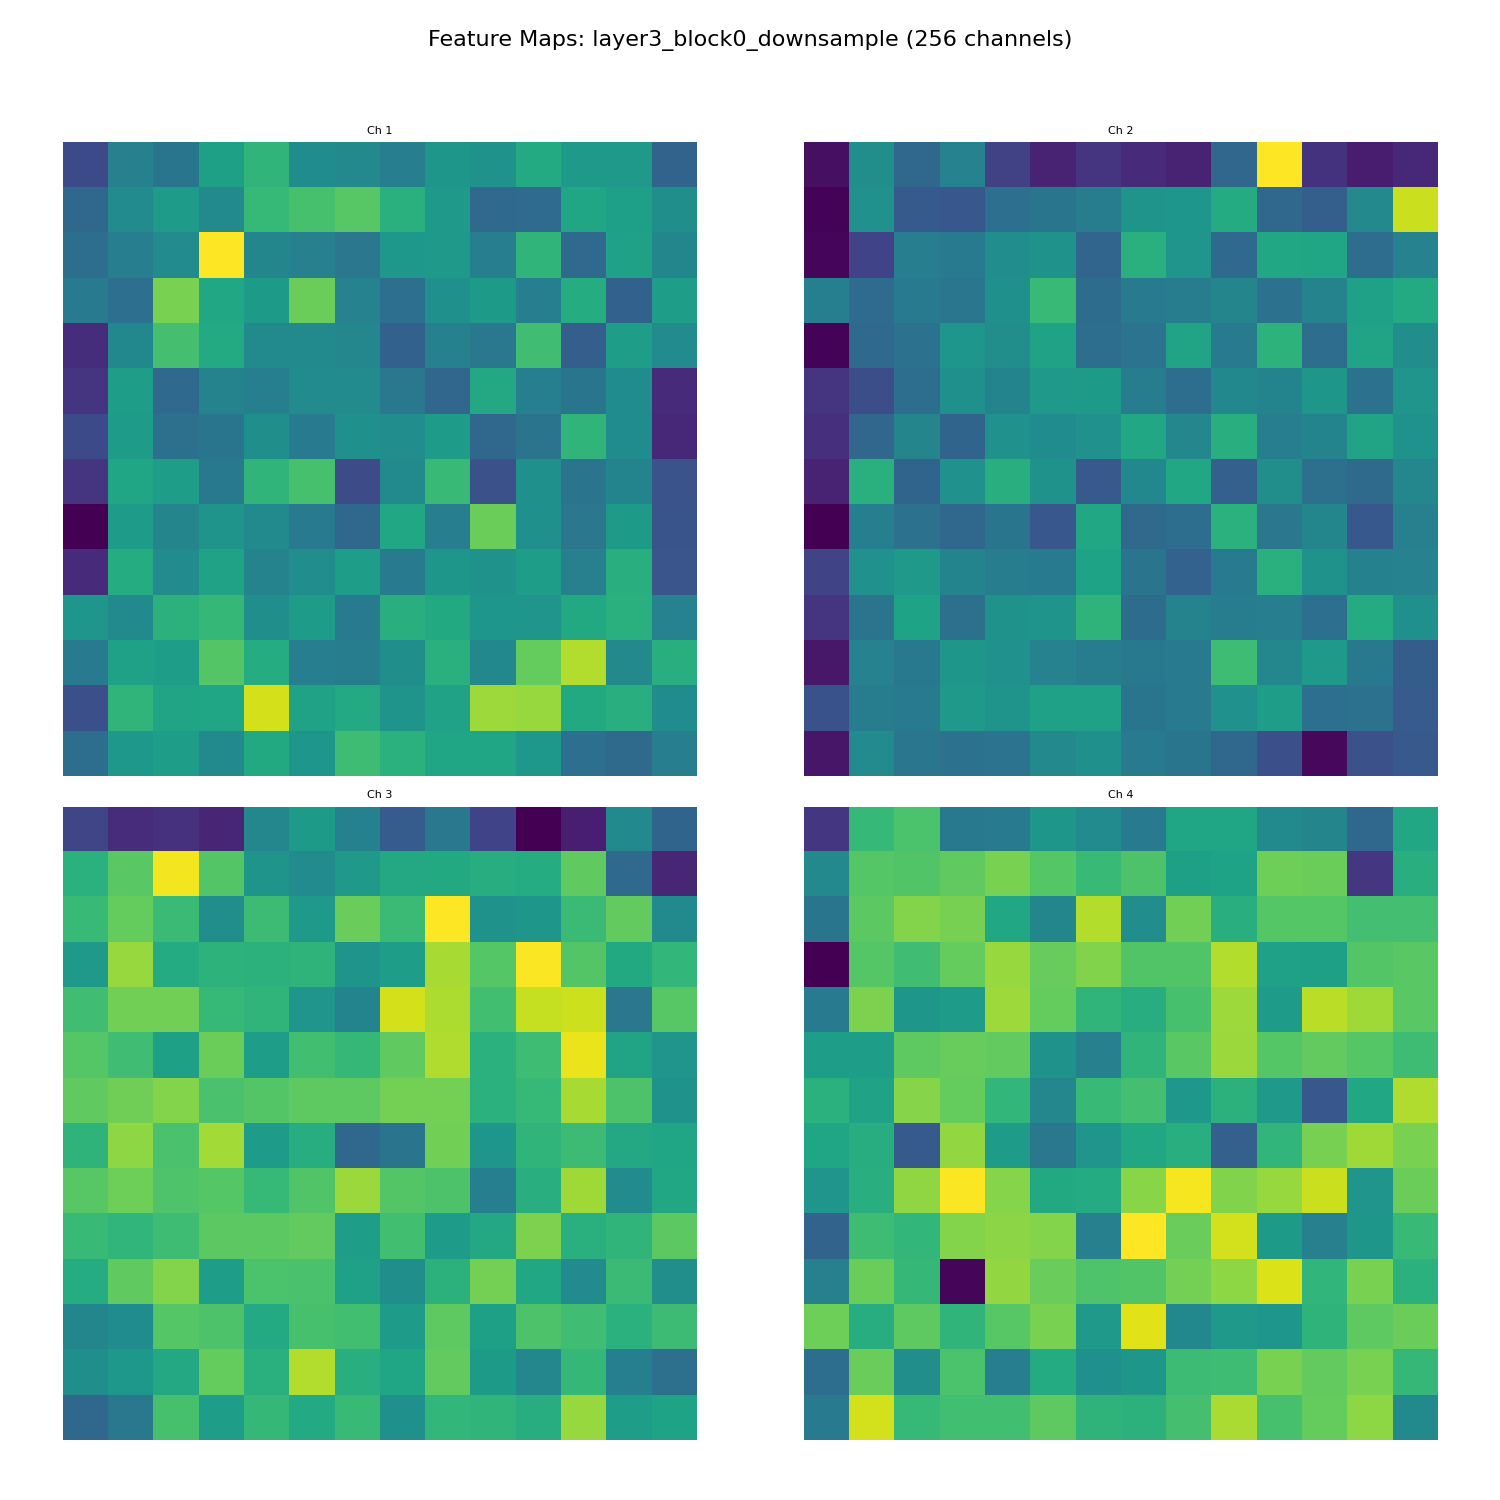 Feature Maps: layer3_block0_downsample (256 channels)
Ch 1
Ch 2
Ch 3
Ch 4